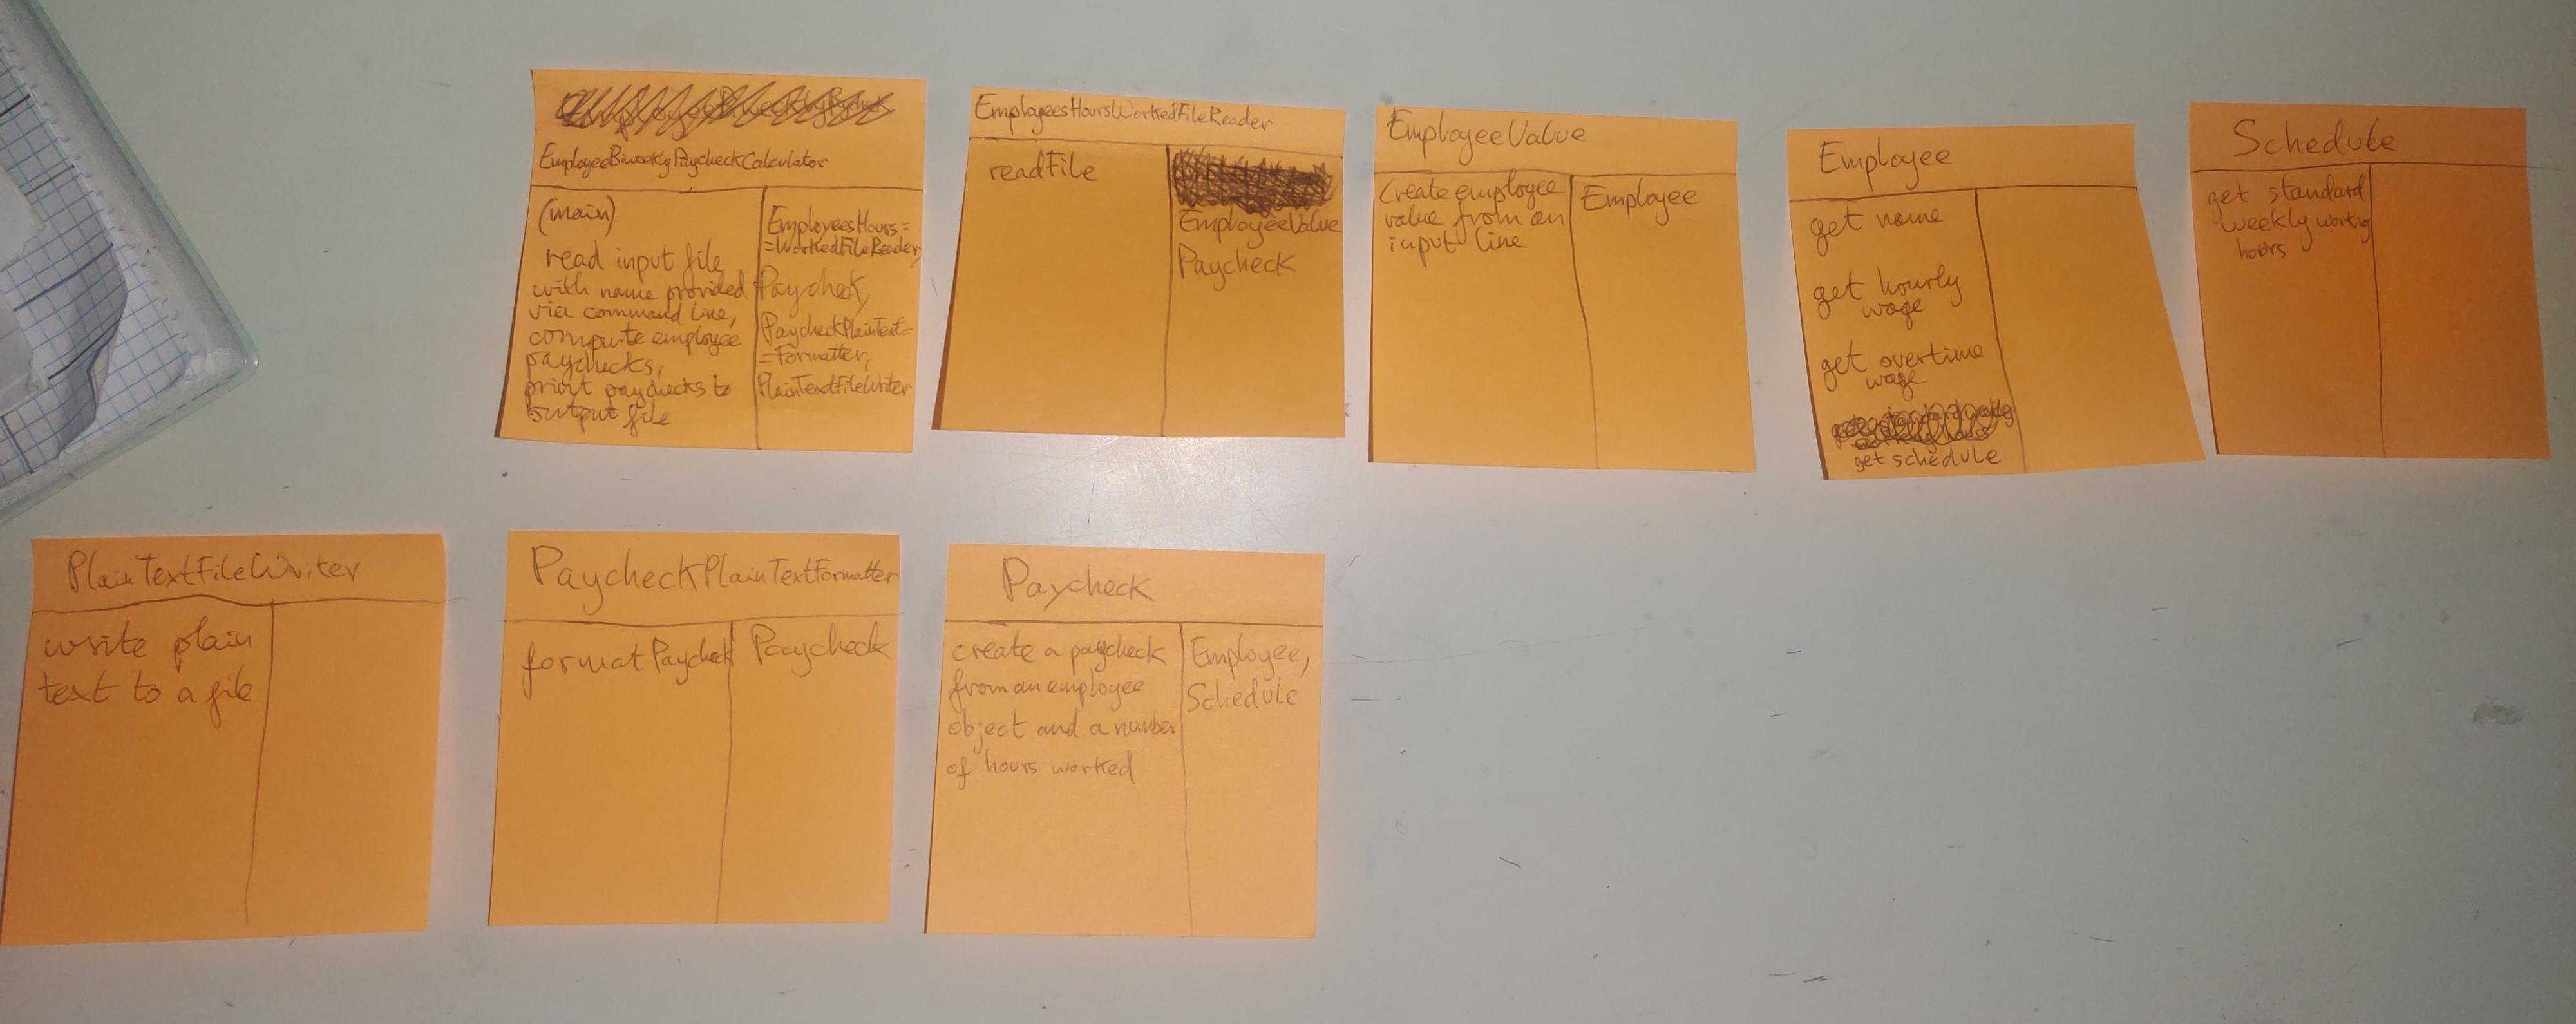 EmployeeBiweeklyPaycheckCalculator
(main)
read input file
with name provided
via command line,
compute employee
paychecks,
print paychecks to
output file
EmployeesHours=
=WorkedFileReader,
Paycheck,
PaycheckPlainText=
=Formatter,
PlainTextFileWriter
EmployeesHoursWorkedFileReader
readFile
EmployeeValue
Paycheck
EmployeeValue
Create employee
value from an
input line
Employee
Employee
get name
get hourly
wage
get overtime
wage
get schedule
Schedule
get standard
weekly working
hours
PlainTextFileWriter
write plain
text to a file
PaycheckPlainTextFormatter
formatPaycheck
Paycheck
Paycheck
create a paycheck
from an employee
object and a number
of hours worked
Employee,
Schedule